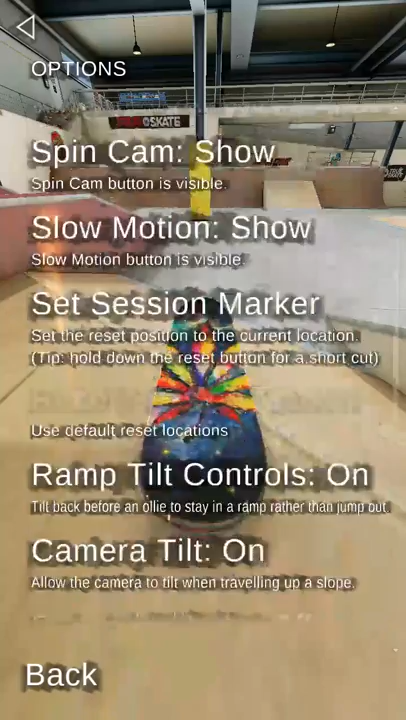 OPTIONS
SKATE
Spin Cam: Show
Spin Cam button is visible.
Slow Motion: Show
Slow Motion button is visible.
Set Session Marker
Set the reset position to the current location.
(Tip: hold down the reset button for a short cut)
Use default reset locations
Ramp Tilt Controls: On
Tilt back before an ollie to stay in a ramp rather than jump out.
Camera Tilt: On
Allow the camera to tilt when travelling up a slope.
Back